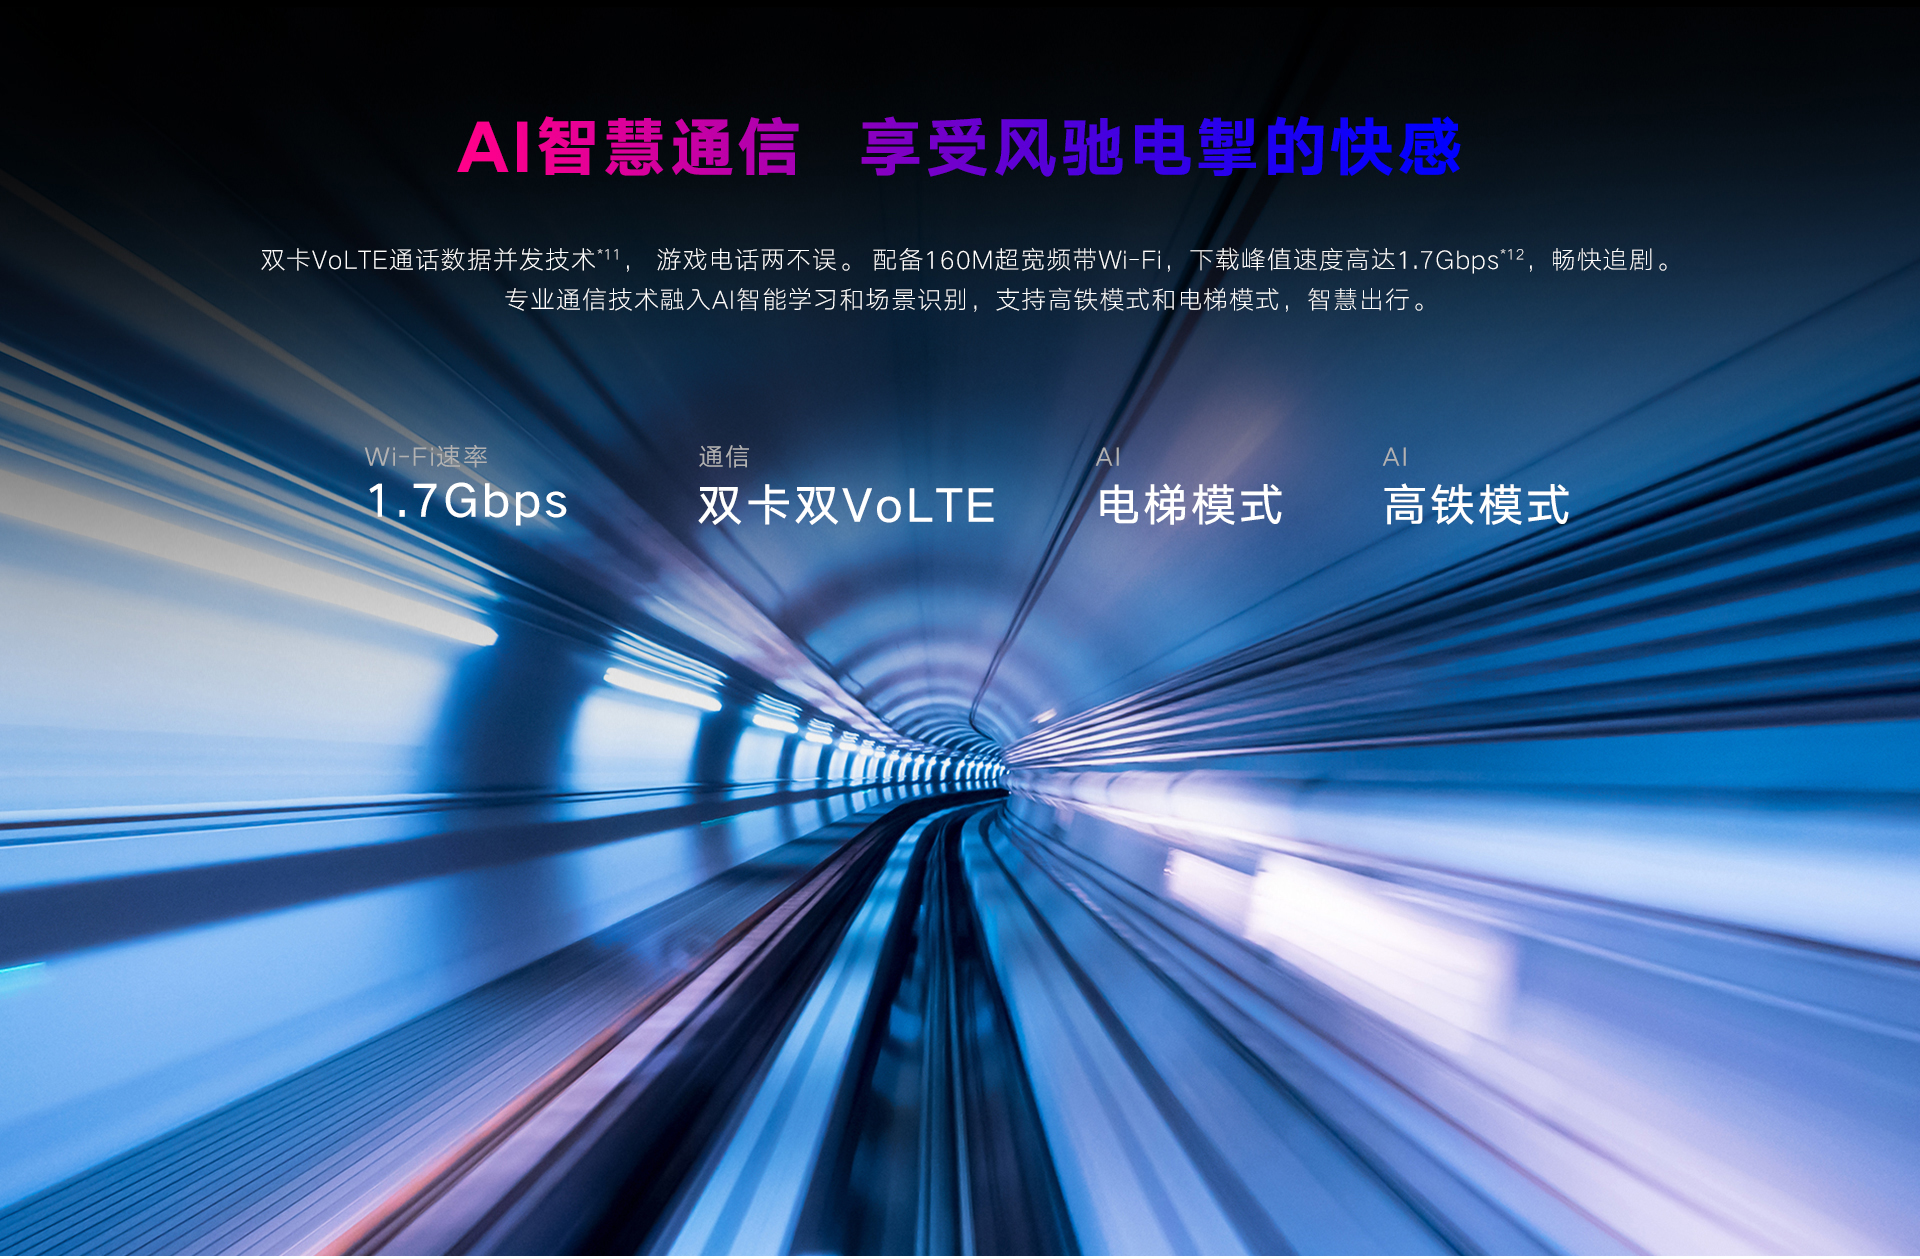 AI智慧通信 享受风驰电掣的快感
双卡VoLTE通话数据并发技术*11， 游戏电话两不误。 配备160M超宽频带Wi-Fi，下载峰值速度高达1.7Gbps*12，畅快追剧。
专业通信技术融入AI智能学习和场景识别，支持高铁模式和电梯模式，智慧出行。
Wi-Fi速率
1.7Gbps
通信
双卡双VoLTE
AI
电梯模式
AI
高铁模式